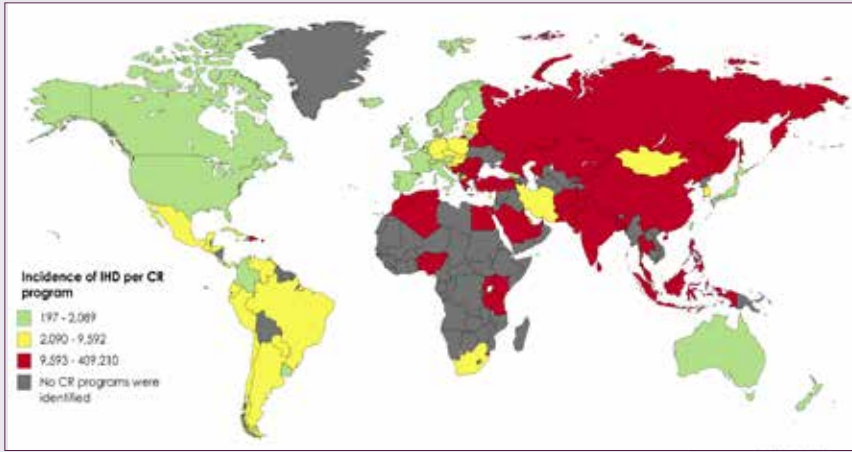 Incidence of IHD per CR
program
197 - 2,089
2,090 - 9,592
9,593 - 409,210
No CR programs were
identified